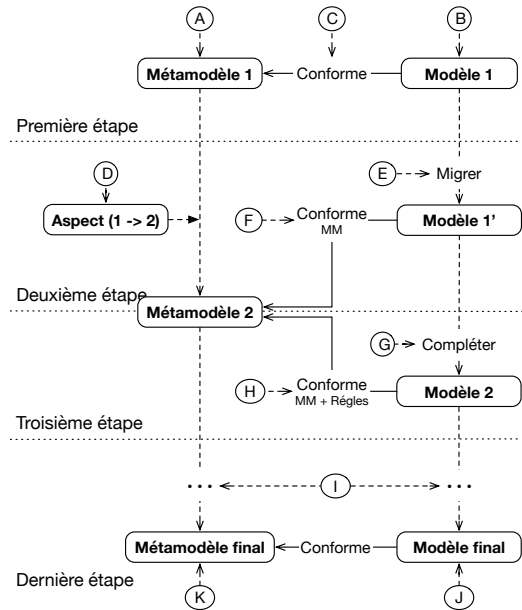 A
C
B
Métamodèle 1
Conforme
Modèle 1
Première étape
D
E
Migrer
Aspect (1 -> 2)
F
Conforme
MM
Modèle 1'
Deuxième étape
Métamodèle 2
G
Compléter
H
Conforme
MM + Régles
Modèle 2
Troisième étape
...
I
...
Métamodèle final
Conforme
Modèle final
Dernière étape
K
J